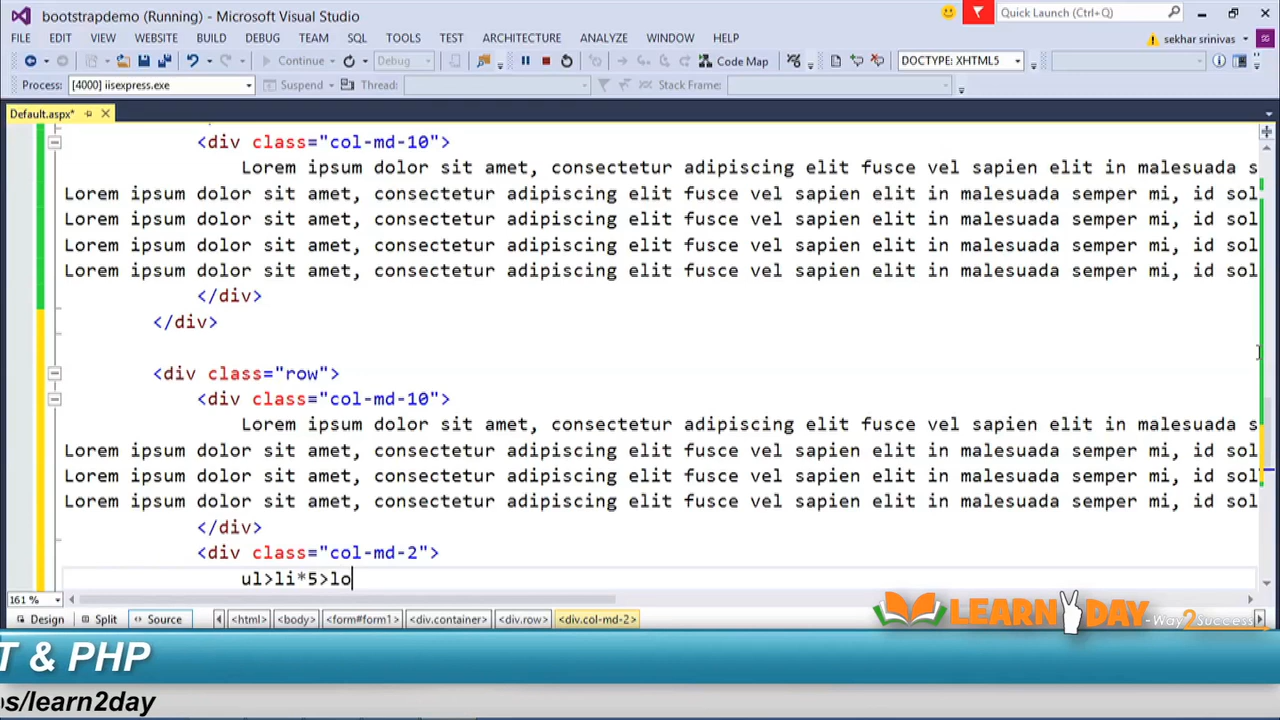 bootstrapdemo (Running) - Microsoft Visual Studio
Quick Launch (Ctrl+Q)
FILE EDIT VIEW WEBSITE BUILD DEBUG TEAM SQL TOOLS TEST ARCHITECTURE ANALYZE WINDOW HELP
sekhar srinivas
SS
Continue Debug Code Map DOCTYPE: XHTML5
Process: [4000] iisexpress.exe Suspend Thread: Stack Frame:
Default.aspx*
<div class="col-md-10">
Lorem ipsum dolor sit amet, consectetur adipiscing elit fusce vel sapien elit in malesuada s
Lorem ipsum dolor sit amet, consectetur adipiscing elit fusce vel sapien elit in malesuada semper mi, id sol
Lorem ipsum dolor sit amet, consectetur adipiscing elit fusce vel sapien elit in malesuada semper mi, id sol
Lorem ipsum dolor sit amet, consectetur adipiscing elit fusce vel sapien elit in malesuada semper mi, id sol
Lorem ipsum dolor sit amet, consectetur adipiscing elit fusce vel sapien elit in malesuada semper mi, id sol
</div>
</div>
<div class="row">
<div class="col-md-10">
Lorem ipsum dolor sit amet, consectetur adipiscing elit fusce vel sapien elit in malesuada s
Lorem ipsum dolor sit amet, consectetur adipiscing elit fusce vel sapien elit in malesuada semper mi, id sol
Lorem ipsum dolor sit amet, consectetur adipiscing elit fusce vel sapien elit in malesuada semper mi, id sol
Lorem ipsum dolor sit amet, consectetur adipiscing elit fusce vel sapien elit in malesuada semper mi, id sol
</div>
<div class="col-md-2">
ul>li*5>lo
161 %
Design Split Source <html> <body> <form#form1> <div.container> <div.row> <div.col-md-2>
LEARN2DAY
-Way2Success
T & PHP
os/learn2day